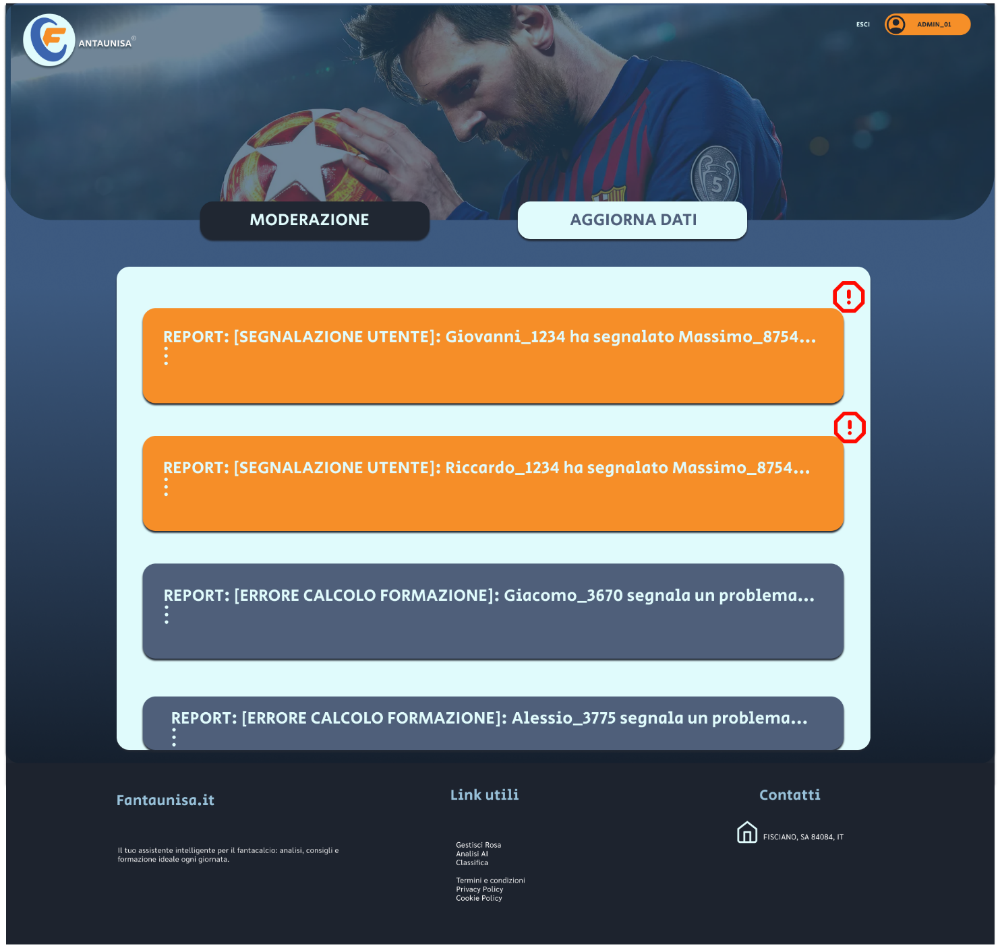 F
ANTAUNISA©
ESCI
ADMIN_01
5
MODERAZIONE
AGGIORNA DATI
REPORT: [SEGNALAZIONE UTENTE]: Giovanni_1234 ha segnalato Massimo_8754...
REPORT: [SEGNALAZIONE UTENTE]: Riccardo_1234 ha segnalato Massimo_8754...
REPORT: [ERRORE CALCOLO FORMAZIONE]: Giacomo_3670 segnala un problema...
REPORT: [ERRORE CALCOLO FORMAZIONE]: Alessio_3775 segnala un problema...
Fantaunisa.it
Il tuo assistente intelligente per il fantacalcio: analisi, consigli e
formazione ideale ogni giornata.
Link utili
Gestisci Rosa
Analisi AI
Classifica
Termini e condizioni
Privacy Policy
Cookie Policy
Contatti
FISCIANO, SA 84084, IT